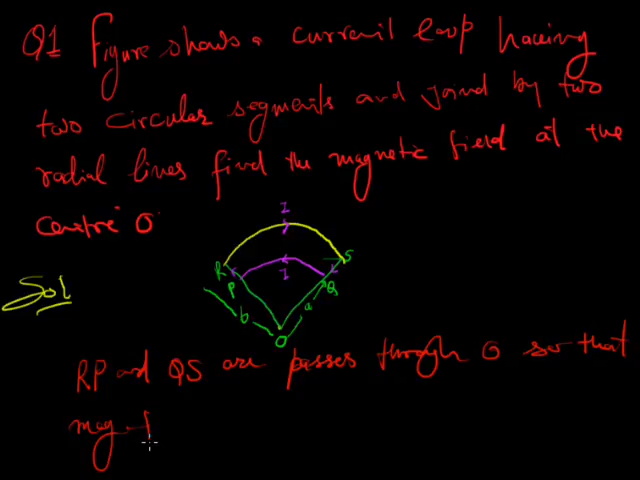 Q1 Figure shows a current loop having
two circular segments and joined by two
radial lines find the magnetic field at the
centre O
I
R
S
I
P
Q
b
a
O
Sol
RP and QS are passes through O so that
mag